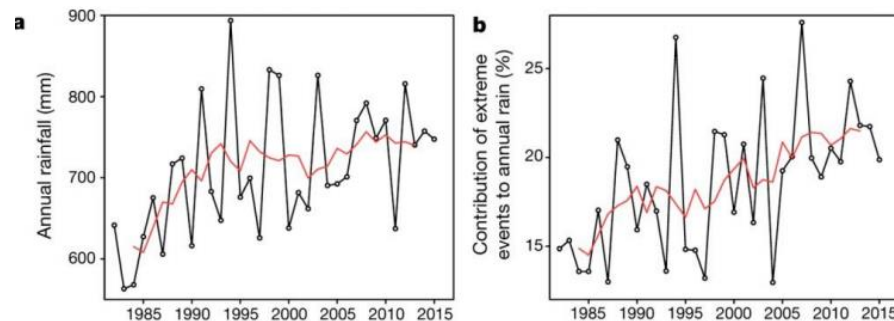 a
900
800
700
600
Annual rainfall (mm)
1985 1990 1995 2000 2005 2010 2015
b
25
20
15
Contribution of extreme
events to annual rain (%)
1985 1990 1995 2000 2005 2010 2015